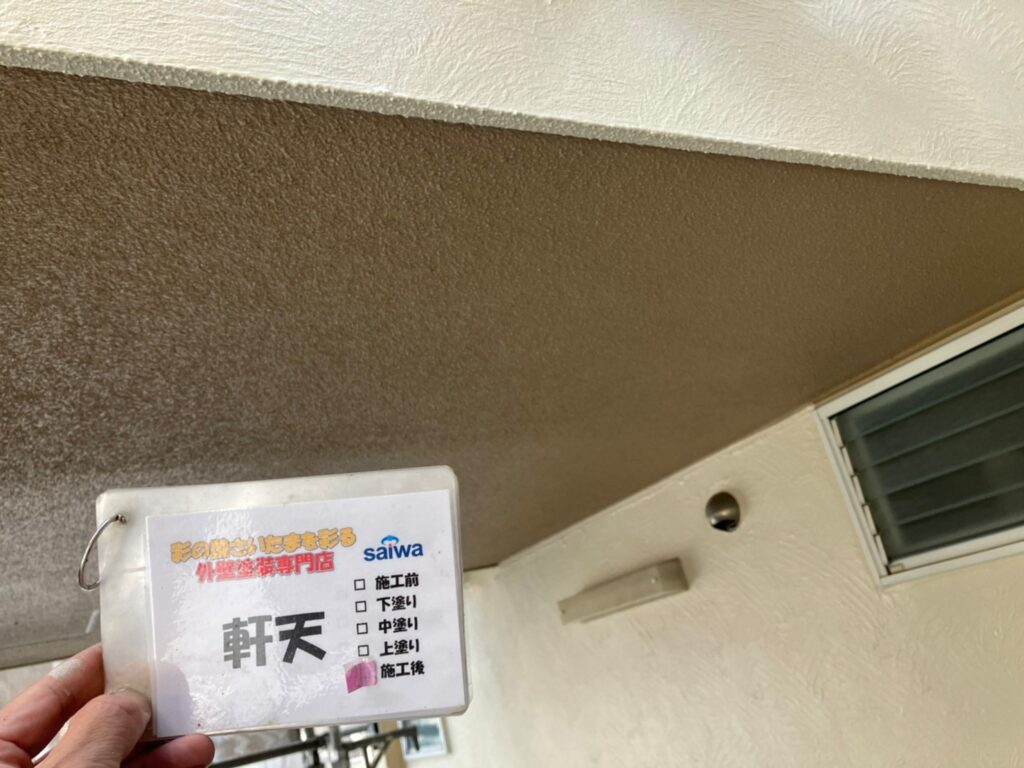 彩の国さいたまを彩る
外壁塗装専門店
saiwa
軒天
□ 施工前
□ 下塗り
□ 中塗り
□ 上塗り
施工後